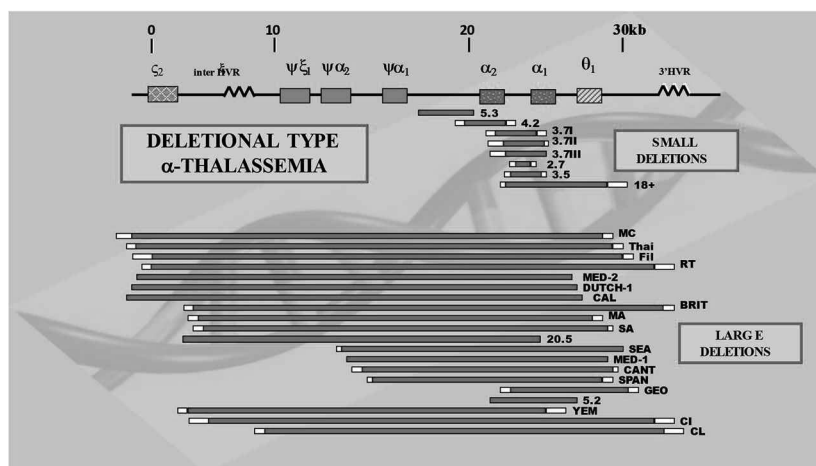 0 10 20 30kb
ς2 inter HVR ξ ψξ1 ψα2 ψα1 α2 α1 θ1 3'HVR
DELETIONAL TYPE
α-THALASSEMIA
SMALL
DELETIONS
5.3
4.2
3.7I
3.7II
3.7III
2.7
3.5
18+
MC
Thai
Fil
RT
MED-2
DUTCH-1
CAL
BRIT
MA
SA
20.5
LARGE
DELETIONS
SEA
MED-1
CANT
SPAN
GEO
5.2
YEM
CI
CL